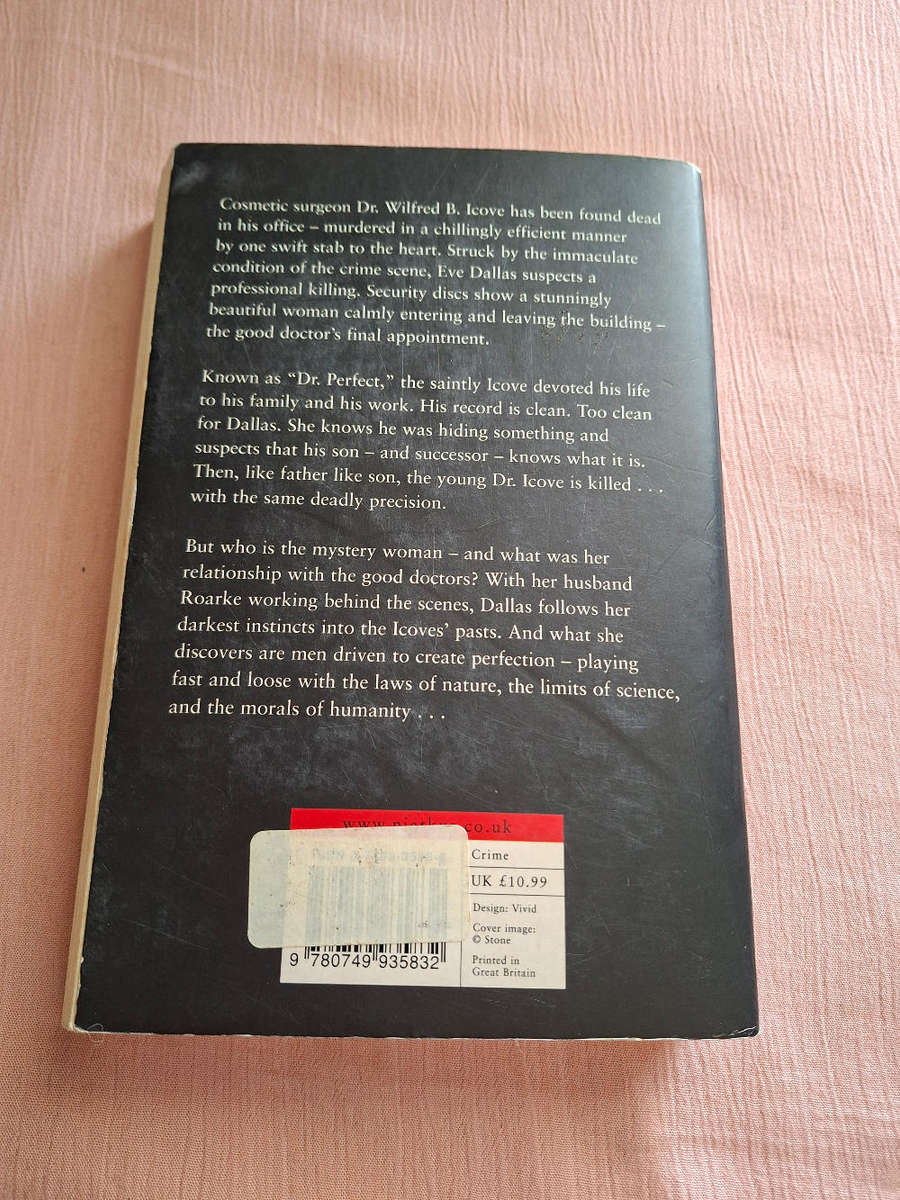 Cosmetic surgeon Dr. Wilfred B. Icove has been found dead
in his office – murdered in a chillingly efficient manner
by one swift stab to the heart. Struck by the immaculate
condition of the crime scene, Eve Dallas suspects a
professional killing. Security discs show a stunningly
beautiful woman calmly entering and leaving the building –
the good doctor's final appointment.
Known as “Dr. Perfect,” the saintly Icove devoted his life
to his family and his work. His record is clean. Too clean
for Dallas. She knows he was hiding something and
suspects that his son – and successor – knows what it is.
Then, like father like son, the young Dr. Icove is killed . . .
with the same deadly precision.
But who is the mystery woman – and what was her
relationship with the good doctors? With her husband
Roarke working behind the scenes, Dallas follows her
darkest instincts into the Icoves' pasts. And what she
discovers are men driven to create perfection – playing
fast and loose with the laws of nature, the limits of science,
and the morals of humanity . . .
Crime
UK £10.99
Design: Vivid
Cover image:
© Stone
Printed in
Great Britain
9 780749 935832